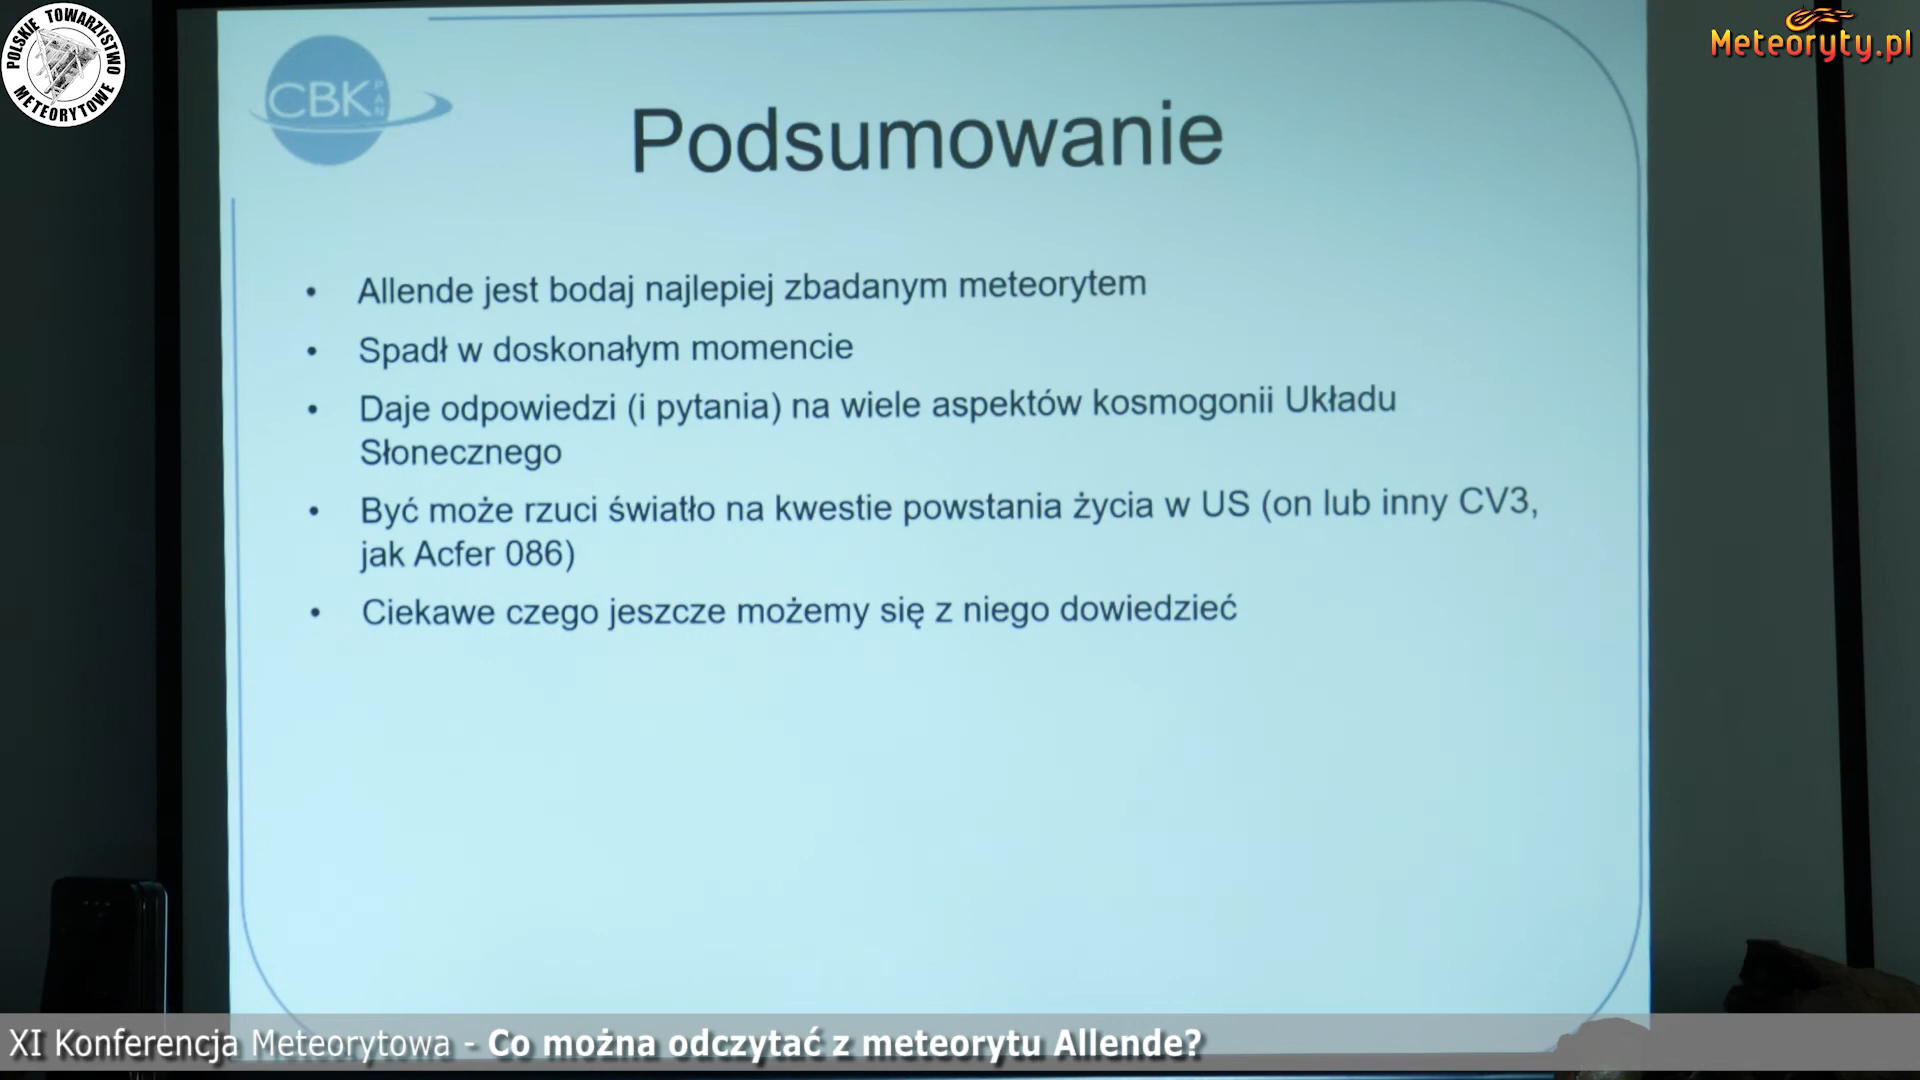 POLSKIE TOWARZYSTWO
METEORYTOWE
Meteoryty.pl
CBK
PAN
Podsumowanie
• Allende jest bodaj najlepiej zbadanym meteorytem
• Spadł w doskonałym momencie
• Daje odpowiedzi (i pytania) na wiele aspektów kosmogonii Układu
Słonecznego
• Być może rzuci światło na kwestie powstania życia w US (on lub inny CV3,
jak Acfer 086)
• Ciekawe czego jeszcze możemy się z niego dowiedzieć
XI Konferencja Meteorytowa - Co można odczytać z meteorytu Allende?